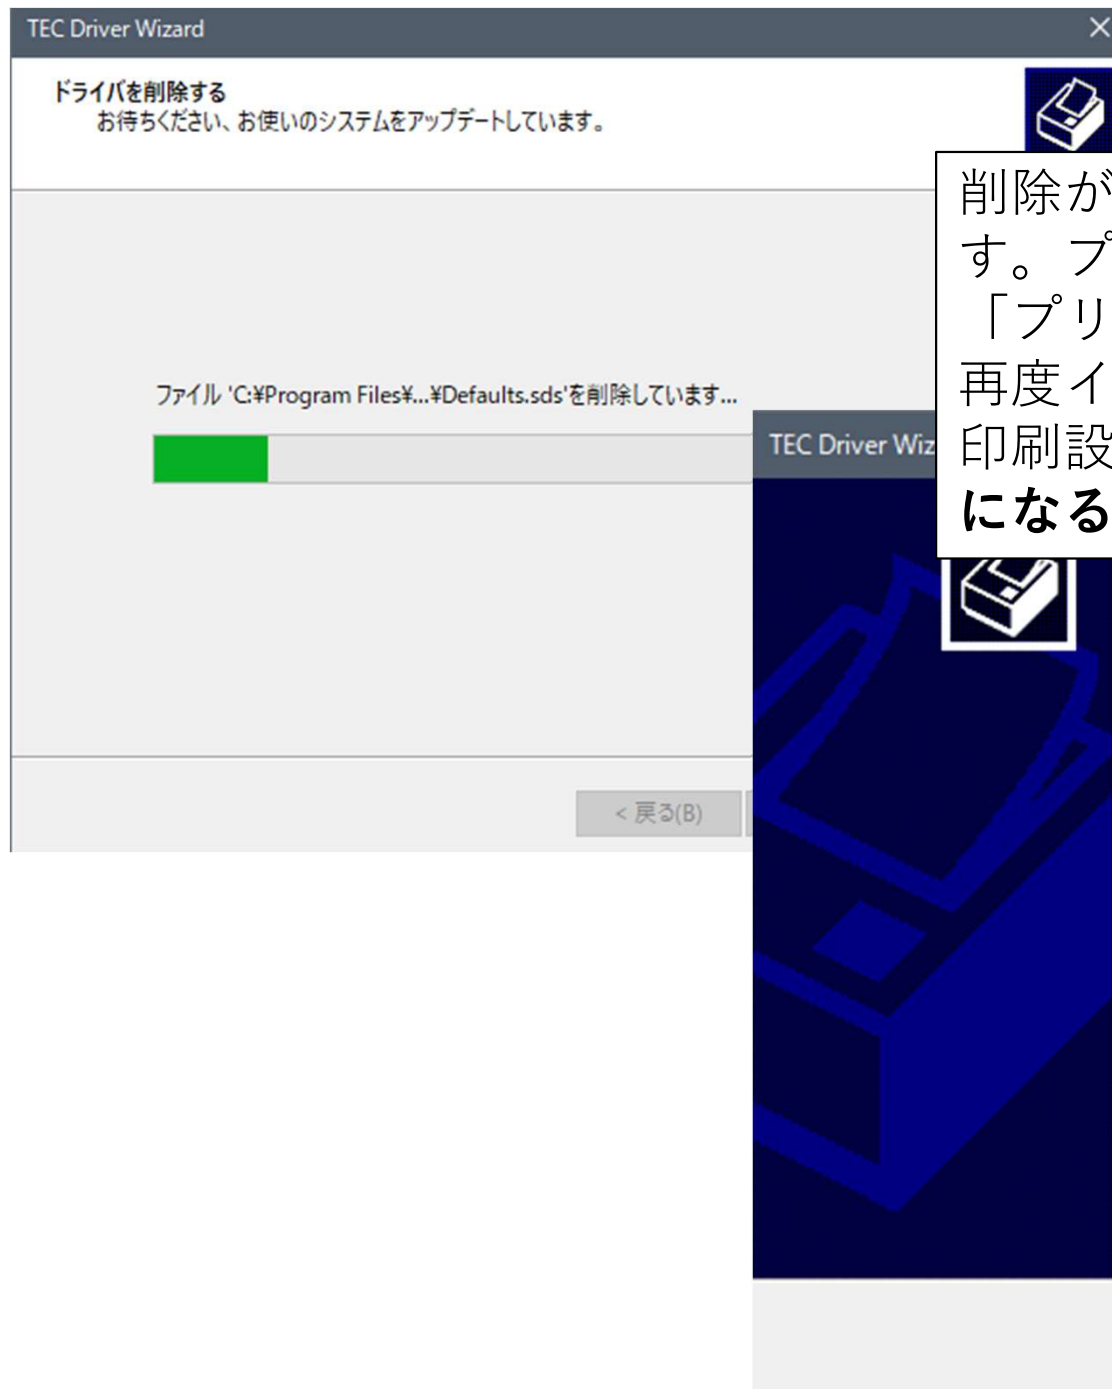 TEC Driver Wizard
ドライバを削除する
お待ちください、お使いのシステムをアップデートしています。
ファイル 'C:¥Program Files¥...¥Defaults.sds'を削除しています...
< 戻る(B)
削除が
す。プ
「プリ
再度イ
印刷設
になる
TEC Driver Wiz